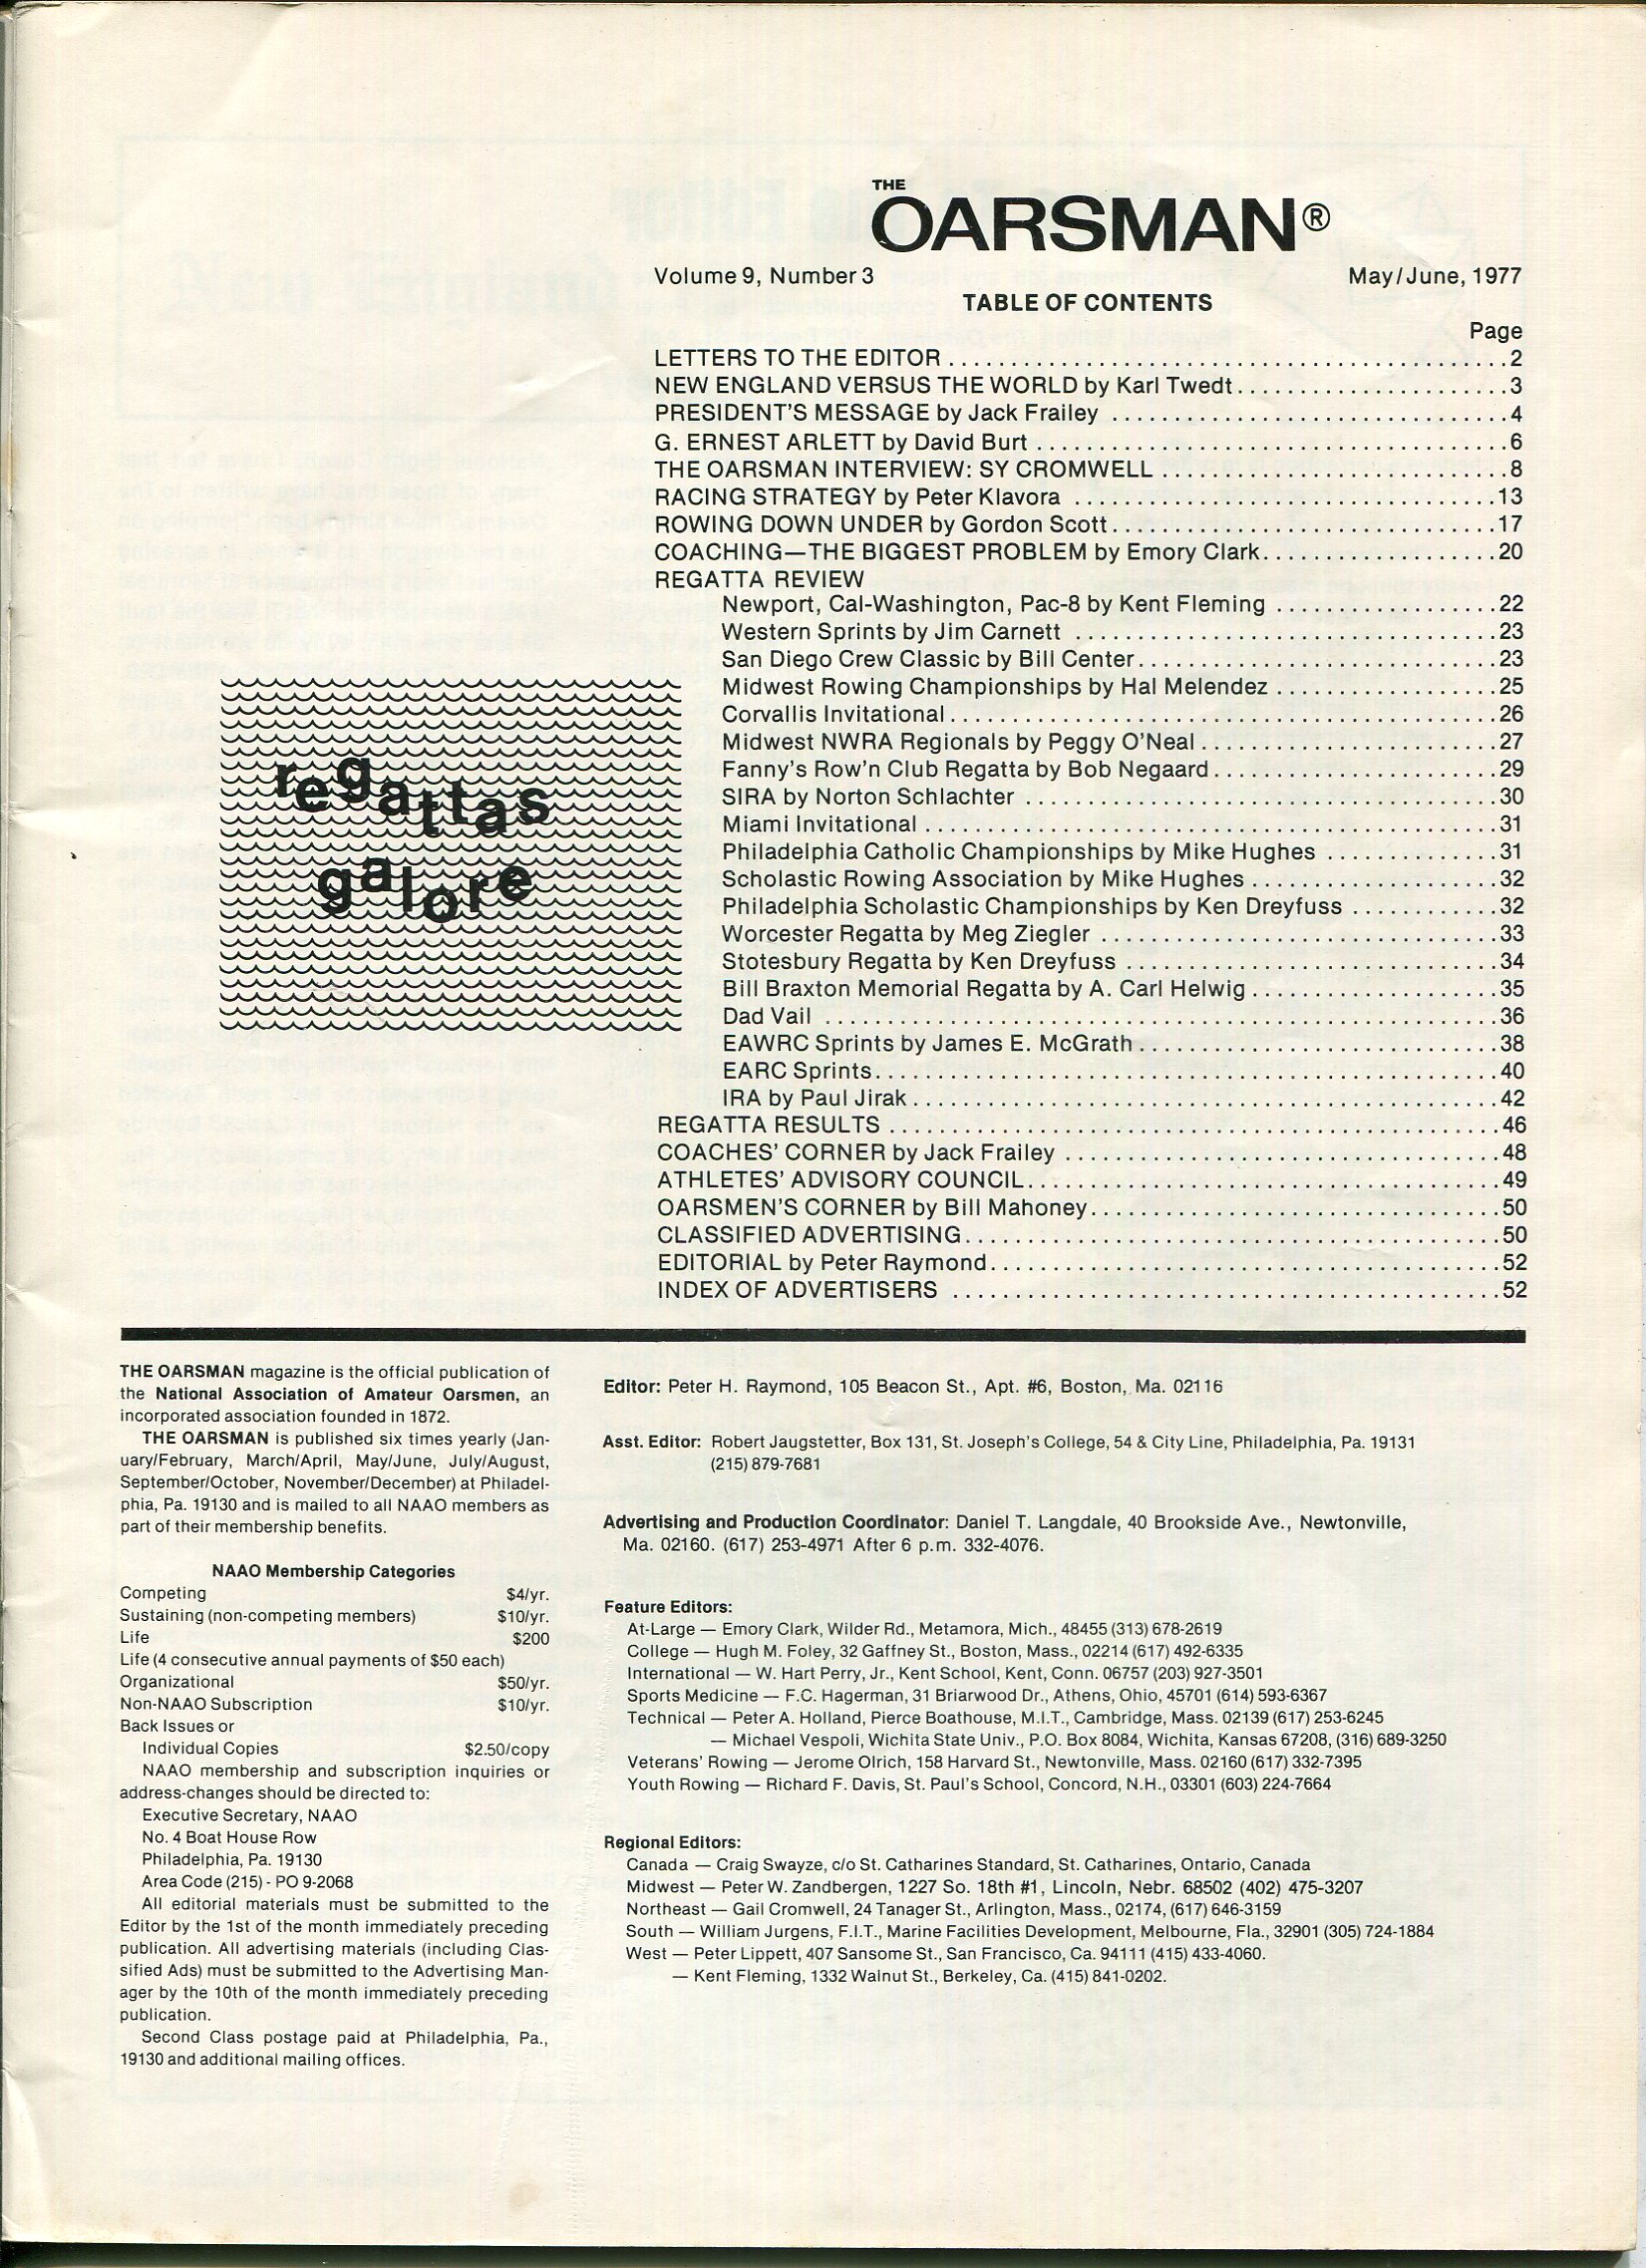 THE
OARSMAN®
Volume 9, Number 3 May/June, 1977
TABLE OF CONTENTS
Page
LETTERS TO THE EDITOR . . . . . 2
NEW ENGLAND VERSUS THE WORLD by Karl Twedt . . . . . 3
PRESIDENT'S MESSAGE by Jack Frailey . . . . . 4
G. ERNEST ARLETT by David Burt . . . . . 6
THE OARSMAN INTERVIEW: SY CROMWELL . . . . . 8
RACING STRATEGY by Peter Klavora . . . . . 13
ROWING DOWN UNDER by Gordon Scott . . . . . 17
COACHING—THE BIGGEST PROBLEM by Emory Clark . . . . . 20
REGATTA REVIEW
Newport, Cal-Washington, Pac-8 by Kent Fleming . . . . . 22
Western Sprints by Jim Carnett . . . . . 23
San Diego Crew Classic by Bill Center . . . . . 23
Midwest Rowing Championships by Hal Melendez . . . . . 25
Corvallis Invitational . . . . . 26
Midwest NWRA Regionals by Peggy O'Neal . . . . . 27
Fanny's Row'n Club Regatta by Bob Negaard . . . . . 29
SIRA by Norton Schlachter . . . . . 30
Miami Invitational . . . . . 31
Philadelphia Catholic Championships by Mike Hughes . . . . . 31
Scholastic Rowing Association by Mike Hughes . . . . . 32
Philadelphia Scholastic Championships by Ken Dreyfuss . . . . . 32
Worcester Regatta by Meg Ziegler . . . . . 33
Stotesbury Regatta by Ken Dreyfuss . . . . . 34
Bill Braxton Memorial Regatta by A. Carl Helwig . . . . . 35
Dad Vail . . . . . 36
EAWRC Sprints by James E. McGrath . . . . . 38
EARC Sprints . . . . . 40
IRA by Paul Jirak . . . . . 42
REGATTA RESULTS . . . . . 46
COACHES' CORNER by Jack Frailey . . . . . 48
ATHLETES' ADVISORY COUNCIL . . . . . 49
OARSMEN'S CORNER by Bill Mahoney . . . . . 50
CLASSIFIED ADVERTISING . . . . . 50
EDITORIAL by Peter Raymond . . . . . 52
INDEX OF ADVERTISERS . . . . . 52
regattas
galore
THE OARSMAN magazine is the official publication of
the National Association of Amateur Oarsmen, an
incorporated association founded in 1872.
THE OARSMAN is published six times yearly (Jan-
uary/February, March/April, May/June, July/August,
September/October, November/December) at Philadel-
phia, Pa. 19130 and is mailed to all NAAO members as
part of their membership benefits.
NAAO Membership Categories
Competing $4/yr.
Sustaining (non-competing members) $10/yr.
Life $200
Life (4 consecutive annual payments of $50 each)
Organizational $50/yr.
Non-NAAO Subscription $10/yr.
Back Issues or
Individual Copies $2.50/copy
NAAO membership and subscription inquiries or
address-changes should be directed to:
Executive Secretary, NAAO
No. 4 Boat House Row
Philadelphia, Pa. 19130
Area Code (215) - PO 9-2068
All editorial materials must be submitted to the
Editor by the 1st of the month immediately preceding
publication. All advertising materials (including Clas-
sified Ads) must be submitted to the Advertising Man-
ager by the 10th of the month immediately preceding
publication.
Second Class postage paid at Philadelphia, Pa.,
19130 and additional mailing offices.
Editor: Peter H. Raymond, 105 Beacon St., Apt. #6, Boston, Ma. 02116
Asst. Editor: Robert Jaugstetter, Box 131, St. Joseph's College, 54 & City Line, Philadelphia, Pa. 19131
(215) 879-7681
Advertising and Production Coordinator: Daniel T. Langdale, 40 Brookside Ave., Newtonville,
Ma. 02160. (617) 253-4971 After 6 p.m. 332-4076.
Feature Editors:
At-Large — Emory Clark, Wilder Rd., Metamora, Mich., 48455 (313) 678-2619
College — Hugh M. Foley, 32 Gaffney St., Boston, Mass., 02214 (617) 492-6335
International — W. Hart Perry, Jr., Kent School, Kent, Conn. 06757 (203) 927-3501
Sports Medicine — F.C. Hagerman, 31 Briarwood Dr., Athens, Ohio, 45701 (614) 593-6367
Technical — Peter A. Holland, Pierce Boathouse, M.I.T., Cambridge, Mass. 02139 (617) 253-6245
— Michael Vespoli, Wichita State Univ., P.O. Box 8084, Wichita, Kansas 67208, (316) 689-3250
Veterans' Rowing — Jerome Olrich, 158 Harvard St., Newtonville, Mass. 02160 (617) 332-7395
Youth Rowing — Richard F. Davis, St. Paul's School, Concord, N.H., 03301 (603) 224-7664
Regional Editors:
Canada — Craig Swayze, c/o St. Catharines Standard, St. Catharines, Ontario, Canada
Midwest — Peter W. Zandbergen, 1227 So. 18th #1, Lincoln, Nebr. 68502 (402) 475-3207
Northeast — Gail Cromwell, 24 Tanager St., Arlington, Mass., 02174, (617) 646-3159
South — William Jurgens, F.I.T., Marine Facilities Development, Melbourne, Fla., 32901 (305) 724-1884
West — Peter Lippett, 407 Sansome St., San Francisco, Ca. 94111 (415) 433-4060.
— Kent Fleming, 1332 Walnut St., Berkeley, Ca. (415) 841-0202.